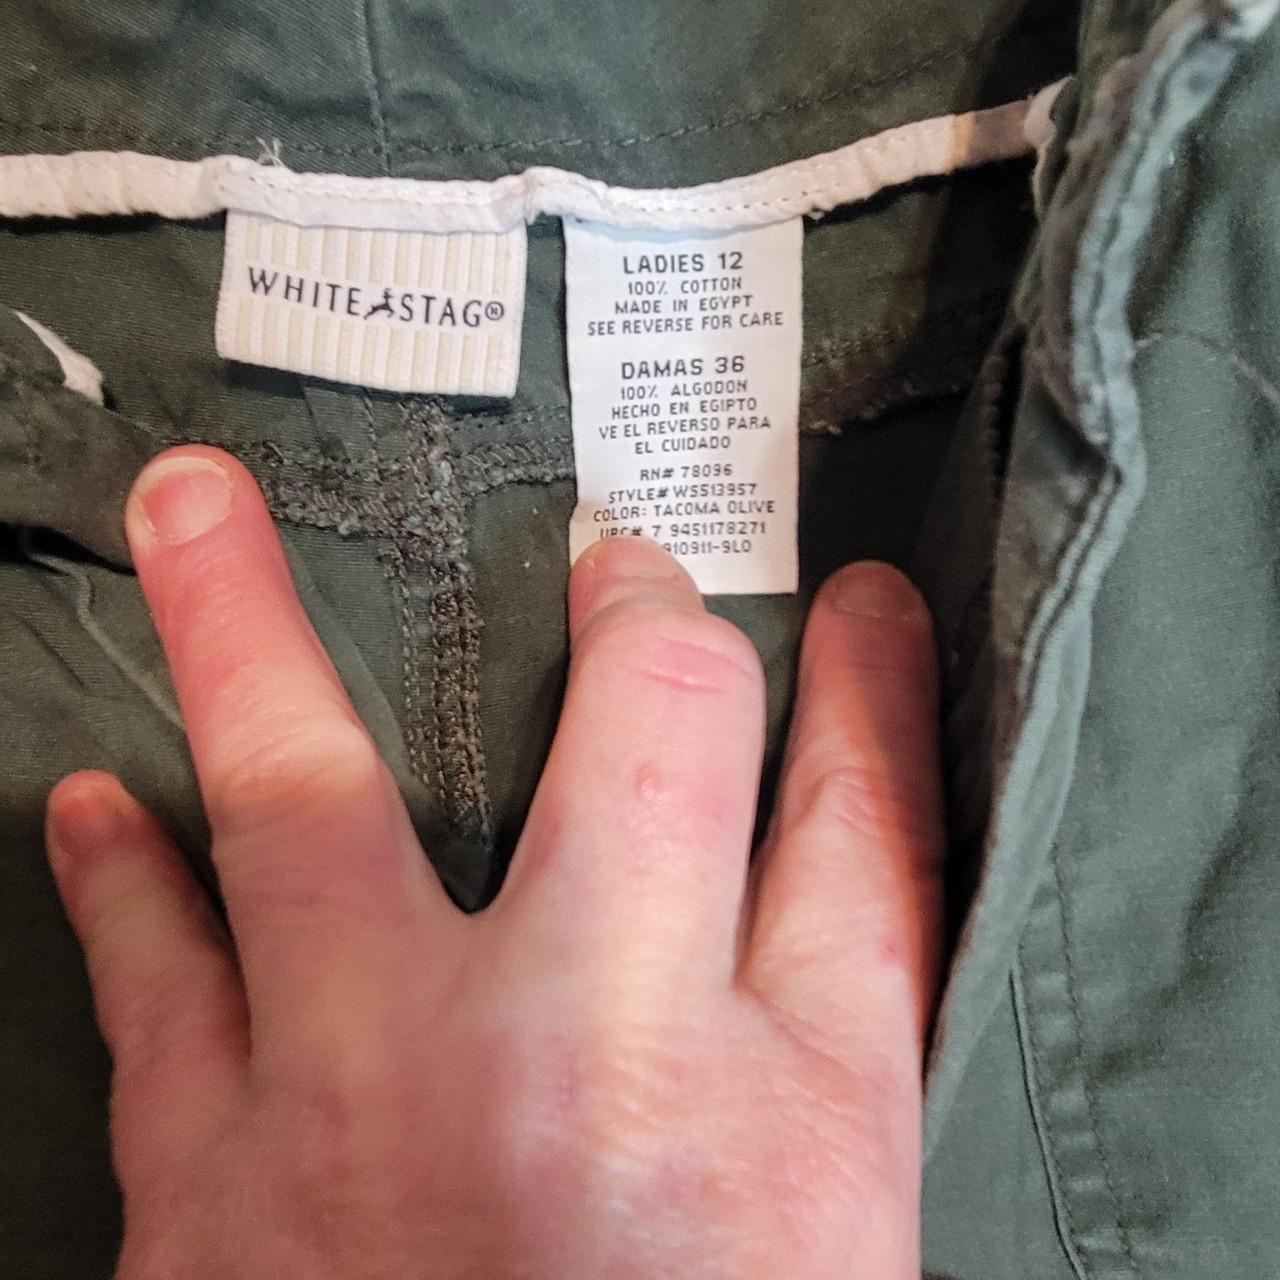 WHITE STAG®
LADIES 12
100% COTTON
MADE IN EGYPT
SEE REVERSE FOR CARE
DAMAS 36
100% ALGODON
HECHO EN EGIPTO
VE EL REVERSO PARA
EL CUIDADO
RN# 78096
STYLE# WS513957
COLOR: TACOMA OLIVE
UPC# 7 9451178271
910911-9LO